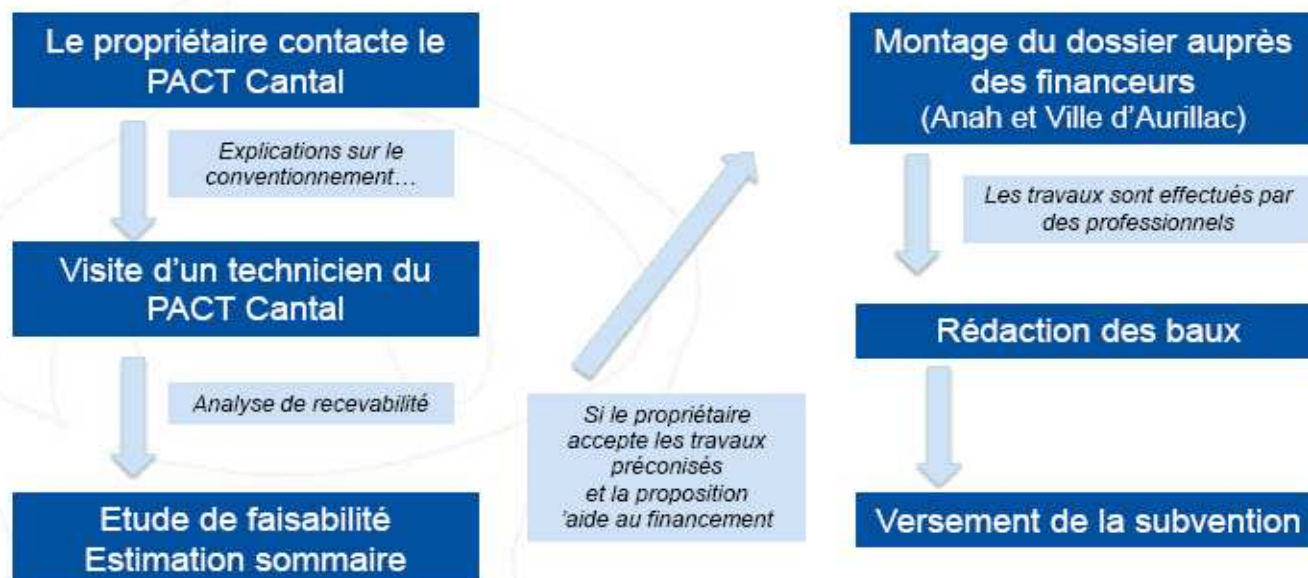 Le propriétaire contacte le
PACT Cantal
Explications sur le
conventionnement…
Visite d'un technicien du
PACT Cantal
Analyse de recevabilité
Etude de faisabilité
Estimation sommaire
Si le propriétaire
accepte les travaux
préconisés
et la proposition
'aide au financement
Montage du dossier auprès
des financeurs
(Anah et Ville d'Aurillac)
Les travaux sont effectués par
des professionnels
Rédaction des baux
Versement de la subvention